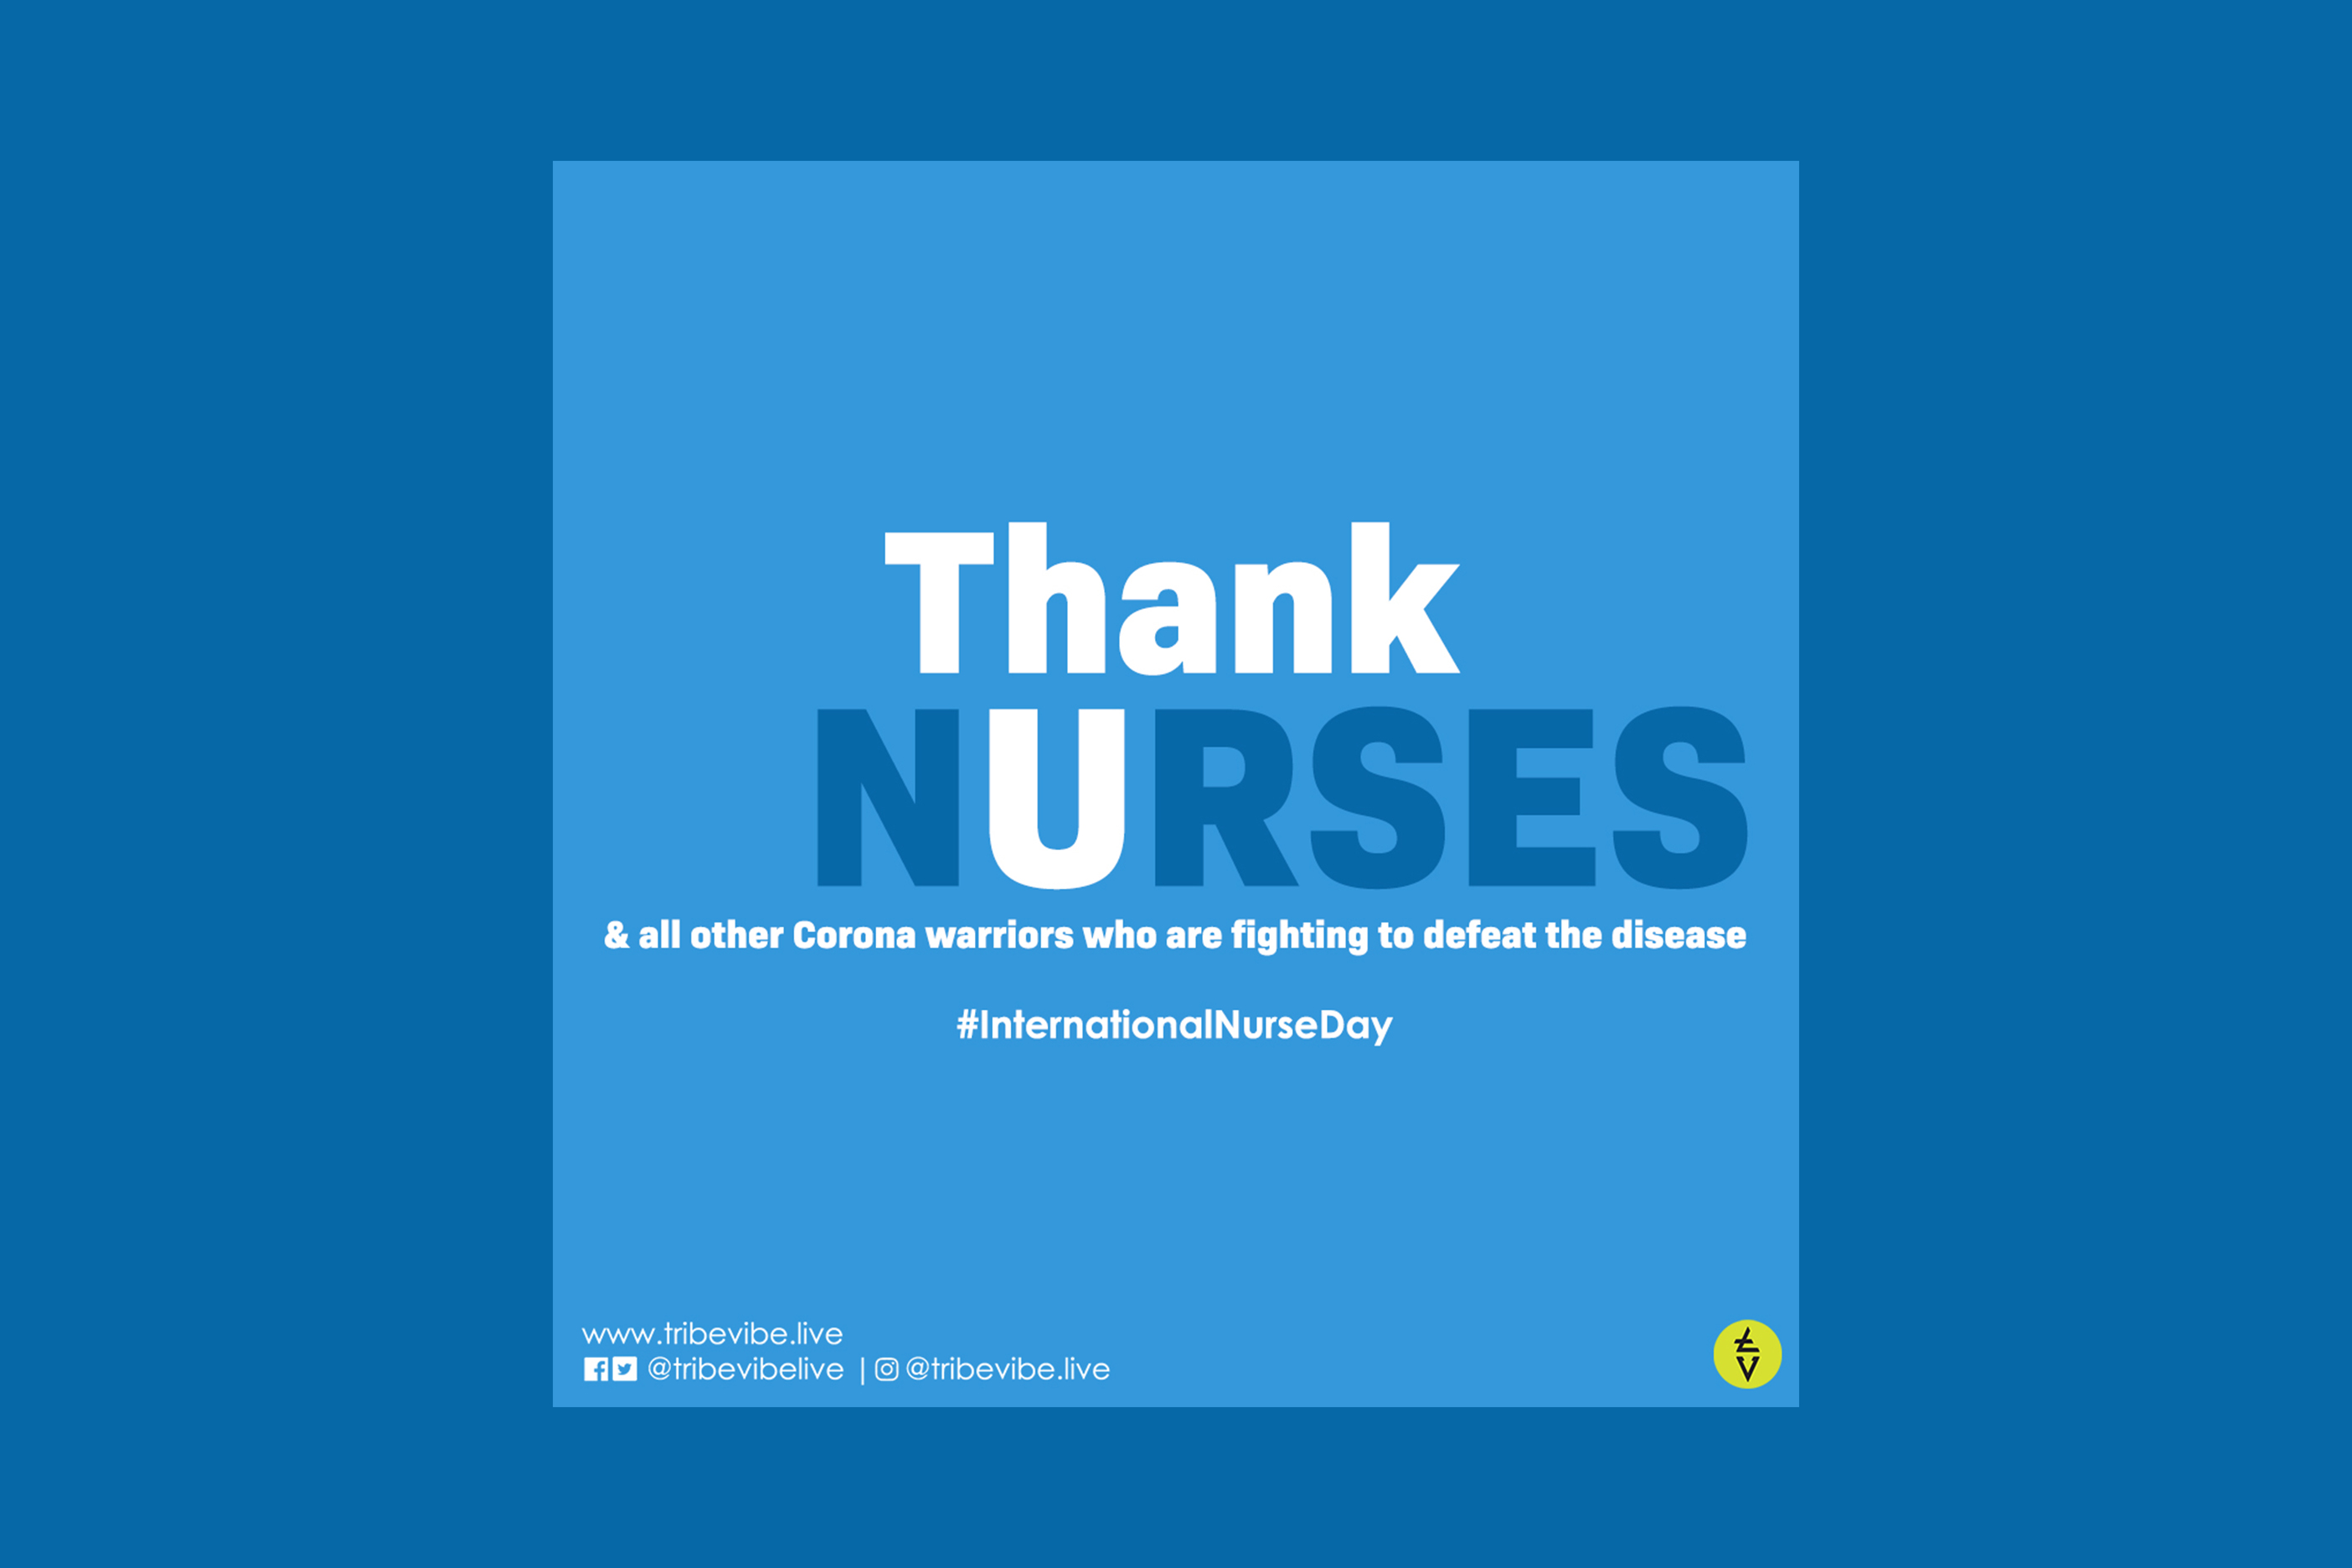 Thank
NURSES
& all other Corona warriors who are fighting to defeat the disease
#InternationalNurseDay
www.tribevibe.live
@tribevibelive | @tribevibe.live